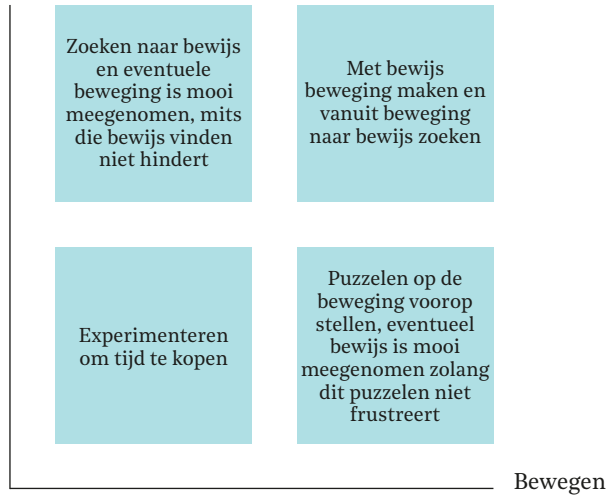 Zoeken naar bewijs
en eventuele
beweging is mooi
meegenomen, mits
die bewijs vinden
niet hindert
Met bewijs
beweging maken en
vanuit beweging
naar bewijs zoeken
Experimenteren
om tijd te kopen
Puzzelen op de
beweging voorop
stellen, eventueel
bewijs is mooi
meegenomen zolang
dit puzzelen niet
frustreert
Bewegen